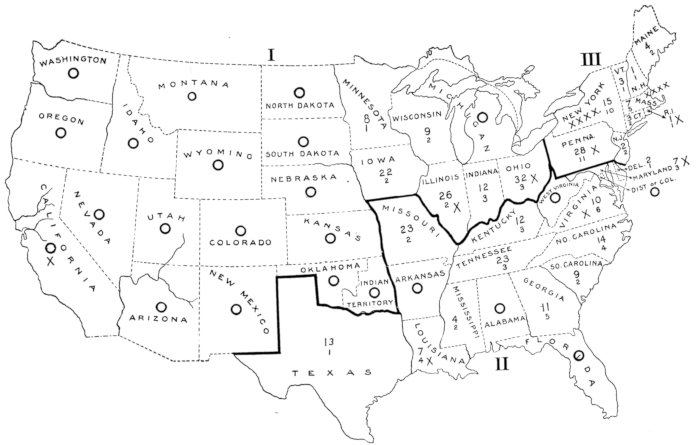 I
III
II
WASHINGTON
O
OREGON
O
CALIFORNIA
O
X
IDAHO
O
NEVADA
O
MONTANA
O
WYOMING
O
UTAH
O
ARIZONA
O
COLORADO
O
NEW MEXICO
O
NORTH DAKOTA
O
SOUTH DAKOTA
O
NEBRASKA
O
KANSAS
O
OKLAHOMA
O
INDIAN
O
TERRITORY
13
1
TEXAS
MINNESOTA
8
1
IOWA
22
2
MISSOURI
23
2
ARKANSAS
O
LOUISIANA
7
4 X
WISCONSIN
9
2
MICHIGAN
O
ILLINOIS
26
2 X
INDIANA
12
3
OHIO
32 X
3
KENTUCKY
12
3
TENNESSEE
23
3
MISSISSIPPI
4
2
ALABAMA
O
GEORGIA
11
3
FLORIDA
O
SO. CAROLINA
9
2
NO. CAROLINA
14
4
VIRGINIA
10
X 6
WEST VIRGINIA
O
PENNA
28 X
11
NEW YORK
XXXX 15
10
VT.
3
1
N.H.
1
MAINE
4
2
MASS.
XXXX
7
CT.
R.I.
1 X
N.J.
2
2
DEL. 2
1
MARYLAND 7 X
3
DIST OF COL.
O